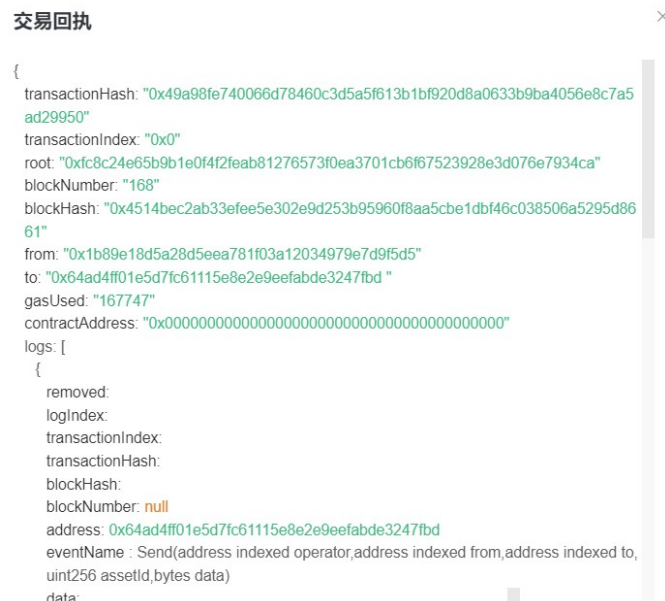 交易回执
{
transactionHash: "0x49a98fe740066d78460c3d5a5f613b1bf920d8a0633b9ba4056e8c7a5
ad29950"
transactionIndex: "0x0"
root: "0xfc8c24e65b9b1e0f4f2feab81276573f0ea3701cb6f67523928e3d076e7934ca"
blockNumber: "168"
blockHash: "0x4514bec2ab33efee5e302e9d253b95960f8aa5cbe1dbf46c038506a5295d86
61"
from: "0x1b89e18d5a28d5eea781f03a12034979e7d9f5d5"
to: "0x64ad4ff01e5d7fc61115e8e2e9eefabde3247fbd "
gasUsed: "167747"
contractAddress: "0x0000000000000000000000000000000000000000"
logs: [
{
removed:
logIndex:
transactionIndex:
transactionHash:
blockHash:
blockNumber: null
address: 0x64ad4ff01e5d7fc61115e8e2e9eefabde3247fbd
eventName : Send(address indexed operator,address indexed from,address indexed to,
uint256 assetId,bytes data)
data: